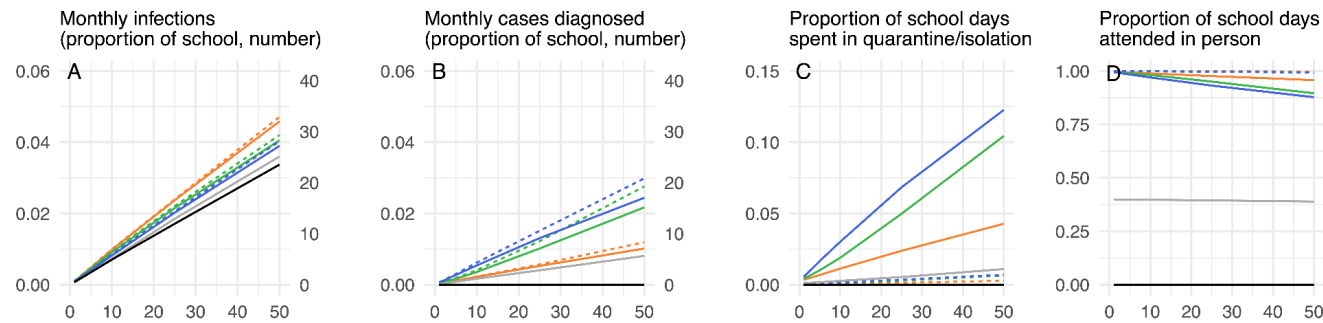 Monthly infections
(proportion of school, number)
A
0.06
0.04
0.02
0.00
40
30
20
10
0
0 10 20 30 40 50
Monthly cases diagnosed
(proportion of school, number)
B
0.06
0.04
0.02
0.00
40
30
20
10
0
0 10 20 30 40 50
Proportion of school days
spent in quarantine/isolation
C
0.15
0.10
0.05
0.00
0 10 20 30 40 50
Proportion of school days
attended in person
D
1.00
0.75
0.50
0.25
0.00
0 10 20 30 40 50